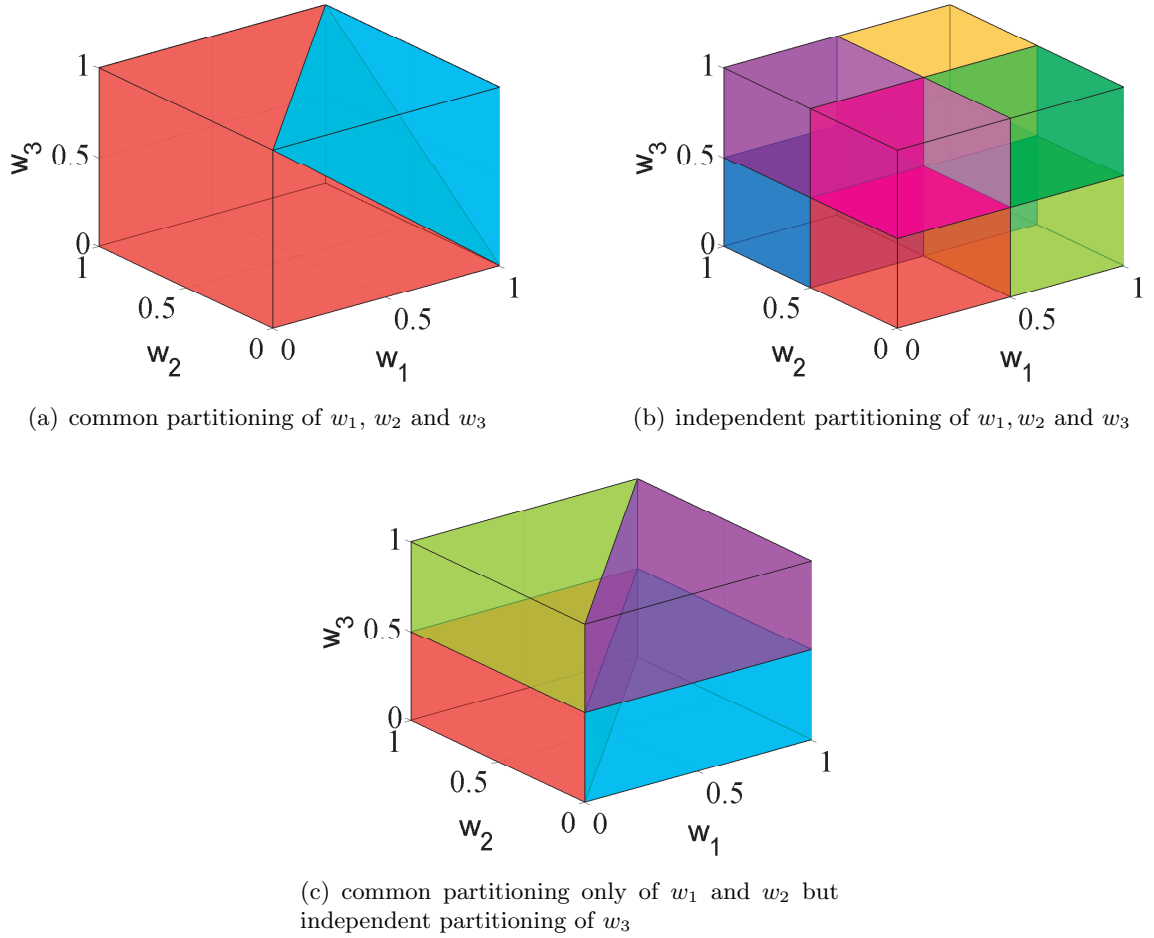 1
0.5
0
1
0.5
0
0
0.5
1
w3
w2
w1
(a) common partitioning of w1, w2 and w3
1
0.5
0
1
0.5
0
0
0.5
1
w3
w2
w1
(b) independent partitioning of w1, w2 and w3
1
0.5
0
1
0.5
0
0
0.5
1
w3
w2
w1
(c) common partitioning only of w1 and w2 but
independent partitioning of w3